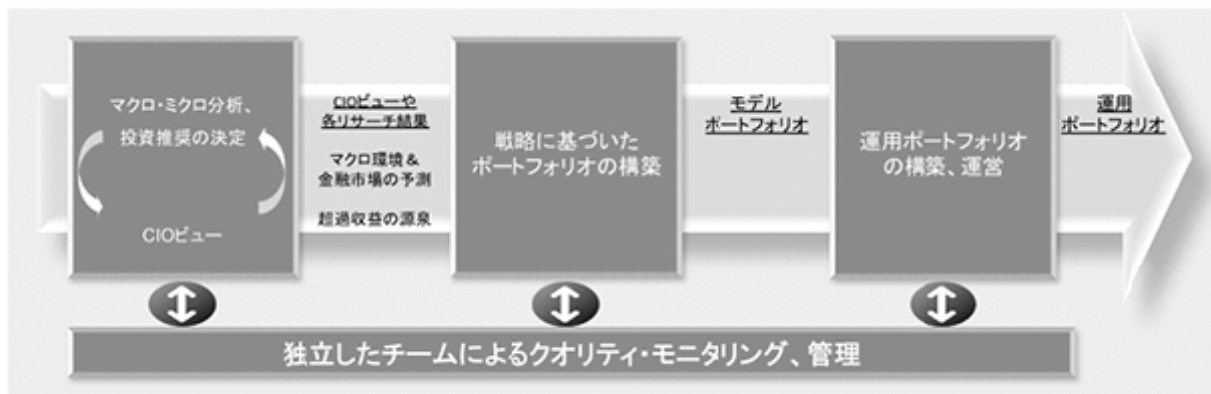 マクロ・ミクロ分析、
投資推奨の決定
CIOビュー
CIOビューや
各リサーチ結果
マクロ環境＆
金融市場の予測
超過収益の源泉
戦略に基づいた
ポートフォリオの構築
モデル
ポートフォリオ
運用ポートフォリオ
の構築、運営
運用
ポートフォリオ
独立したチームによるクオリティ・モニタリング、管理